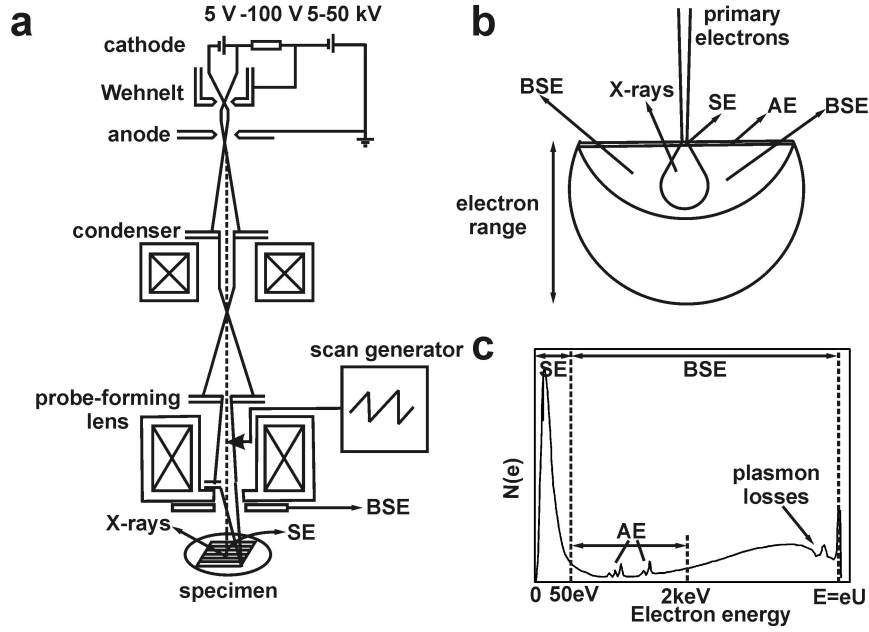 a
5 V -100 V 5-50 kV
cathode
Wehnelt
anode
condenser
scan generator
probe-forming
lens
BSE
X-rays
SE
specimen
b
primary
electrons
BSE
X-rays
SE
AE
BSE
electron
range
c
SE
BSE
N(e)
plasmon
losses
AE
0 50eV 2keV E=eU
Electron energy